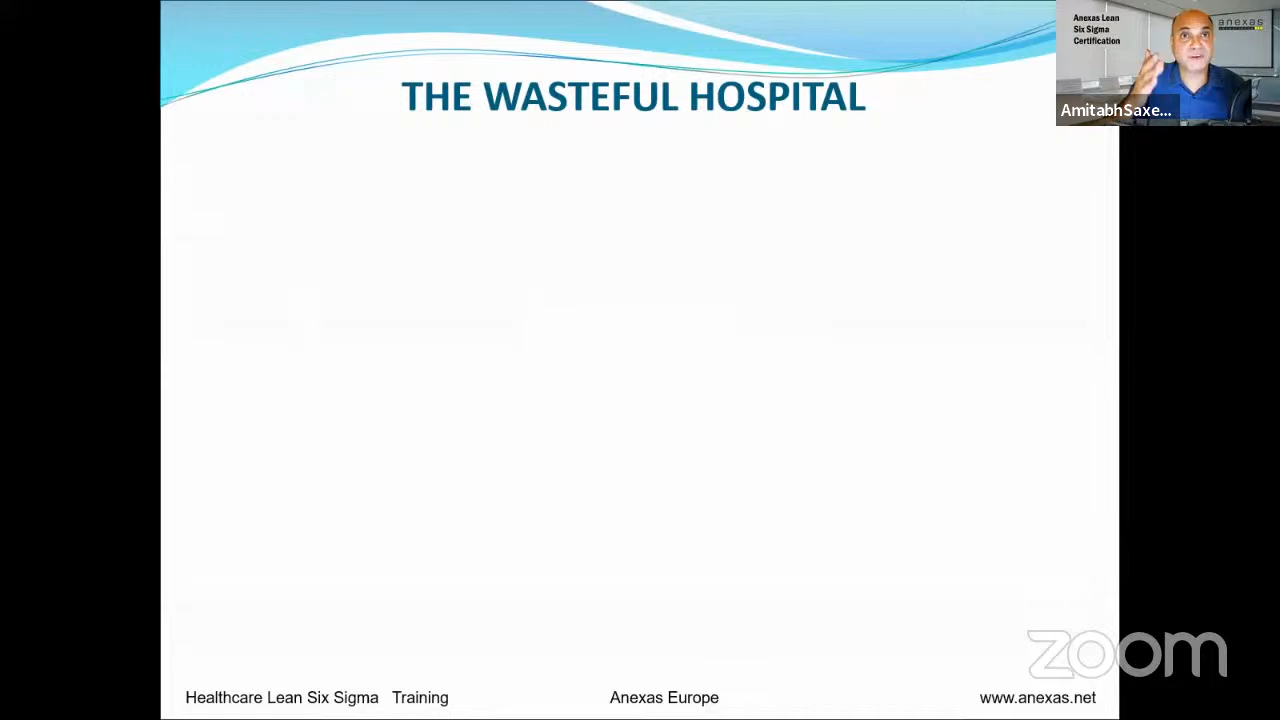 Anexas Lean
Six Sigma
Certification
anexas
AmitabhSaxe...
THE WASTEFUL HOSPITAL
zoom
Healthcare Lean Six Sigma Training
Anexas Europe
www.anexas.net